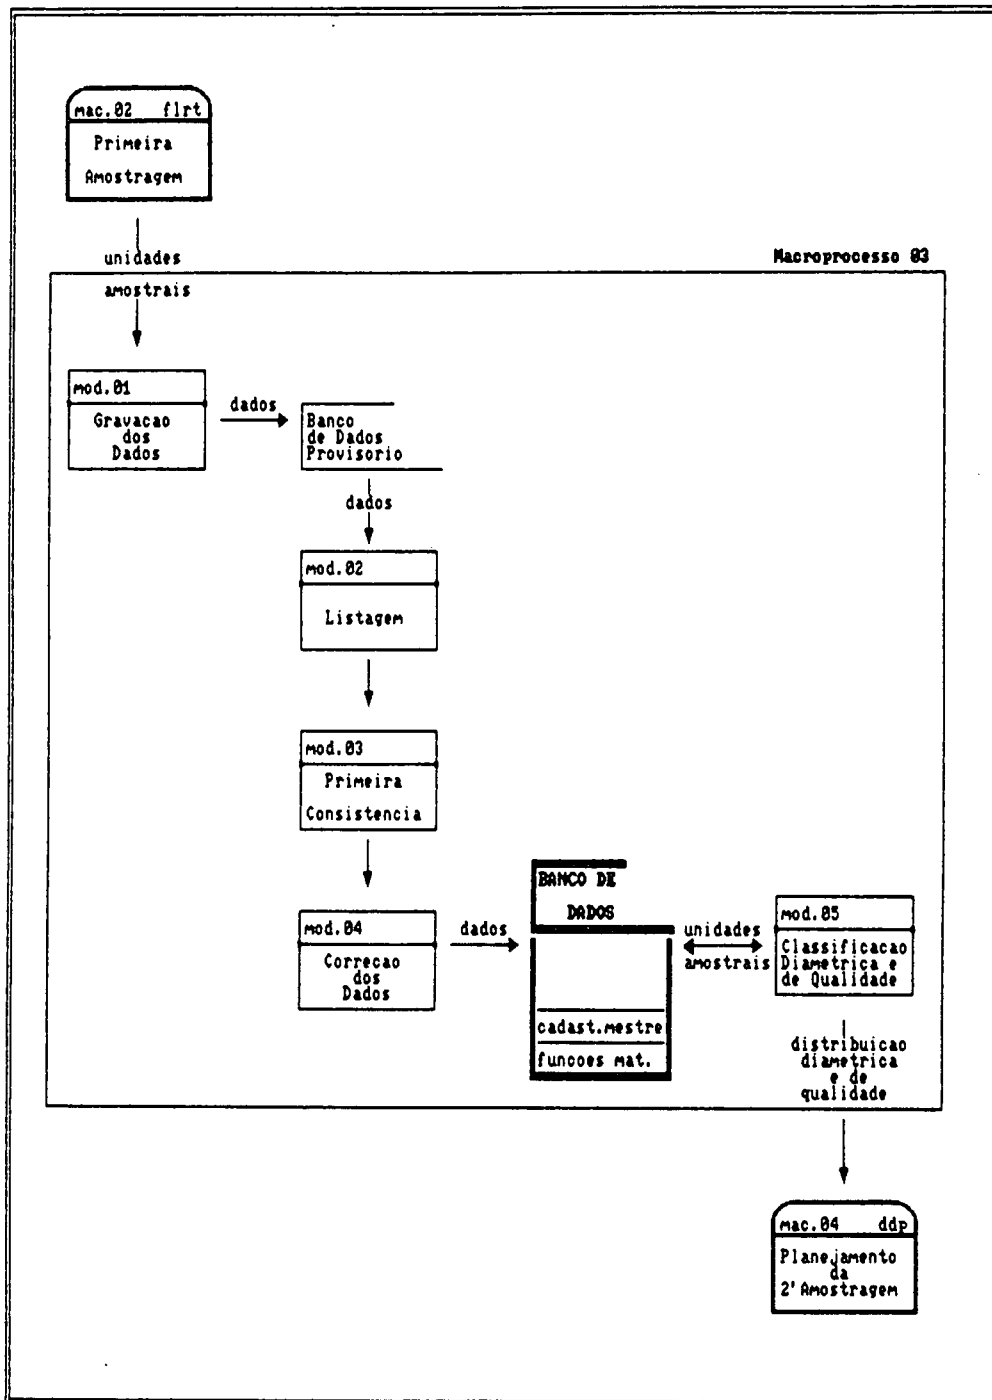 mac.02 flrt
Primeira
Amostragem
unidades
amostrais
Macroprocesso 03
mod.01
Gravacao
dos
Dados
dados
Banco
de Dados
Provisorio
dados
mod.02
Listagem
mod.03
Primeira
Consistencia
mod.04
Correcao
dos
Dados
dados
BANCO DE
DADOS
cadast.mestre
funcoes mat.
unidades
amostrais
mod.05
Classificacao
Diametrica e
de Qualidade
distribuicao
diametrica
e de
qualidade
mac.04 ddp
Planejamento
da
2'Amostragem